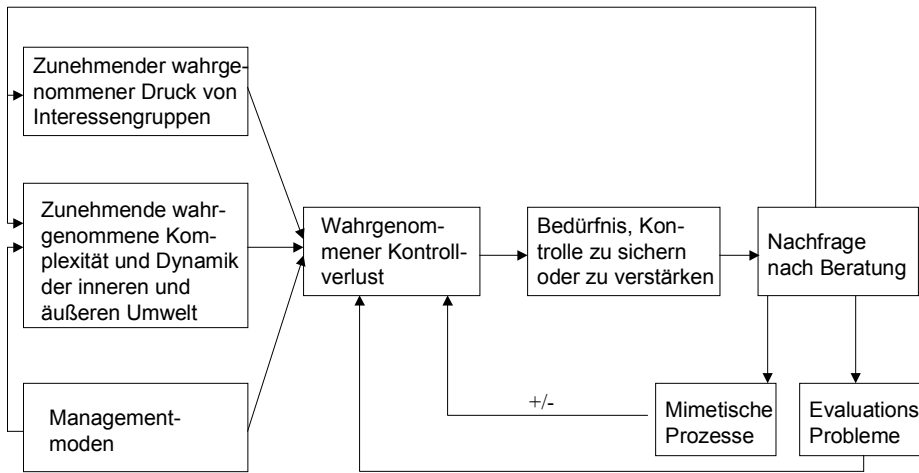 Zunehmender wahrge-
nommener Druck von
Interessengruppen
Zunehmende wahr-
genommene Kom-
plexität und Dynamik
der inneren und
äußeren Umwelt
Management-
moden
Wahrgenom-
mener Kontroll-
verlust
Bedürfnis, Kon-
trolle zu sichern
oder zu verstärken
Nachfrage
nach Beratung
+/-
Mimetische
Prozesse
Evaluations
Probleme